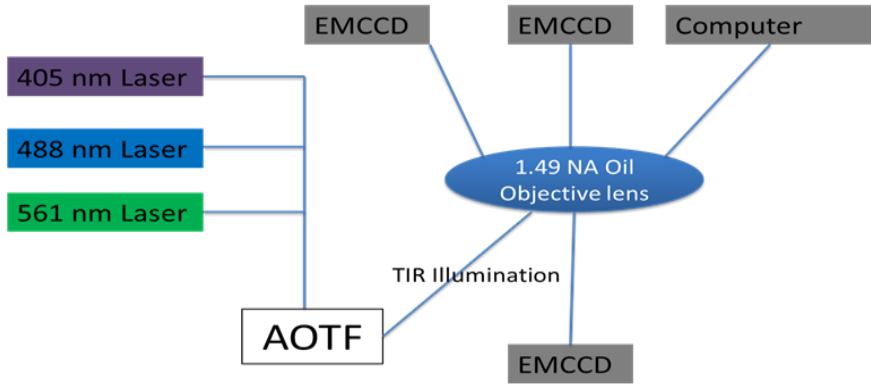 EMCCD
EMCCD
Computer
405 nm Laser
488 nm Laser
561 nm Laser
1.49 NA Oil
Objective lens
TIR Illumination
AOTF
EMCCD